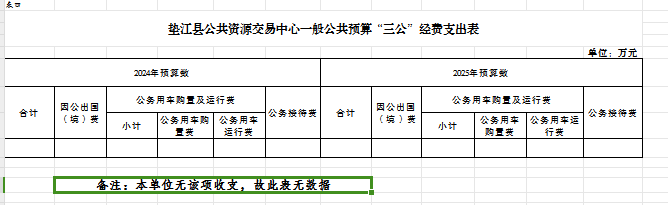 表四
垫江县公共资源交易中心一般公共预算“三公”经费支出表
单位：万元
2024年预算数 2025年预算数
合计 因公出国（境）费 公务用车购置及运行费 公务接待费 合计 因公出国（境）费 公务用车购置及运行费 公务接待费
小计 公务用车购置费 公务用车运行费 小计 公务用车购置费 公务用车运行费
备注：本单位无该项收支，故此表无数据